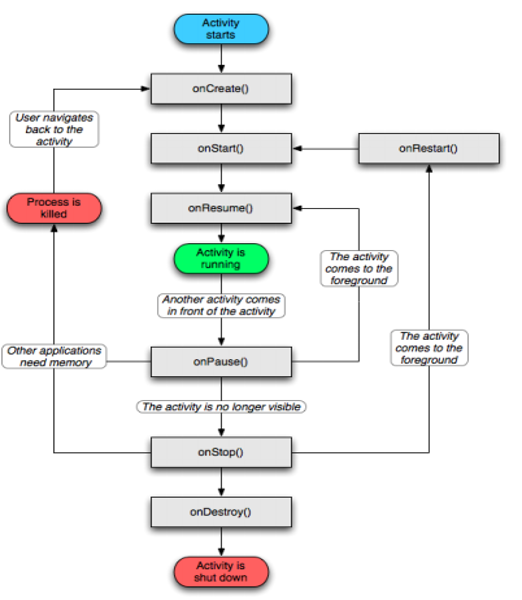 Activity
starts
onCreate()
User navigates
back to the
activity
onStart()
onRestart()
Process is
killed
onResume()
Activity is
running
The activity
comes to the
foreground
Another activity comes
in front of the activity
The activity
comes to the
foreground
Other applications
need memory
onPause()
The activity is no longer visible
onStop()
onDestroy()
Activity is
shut down